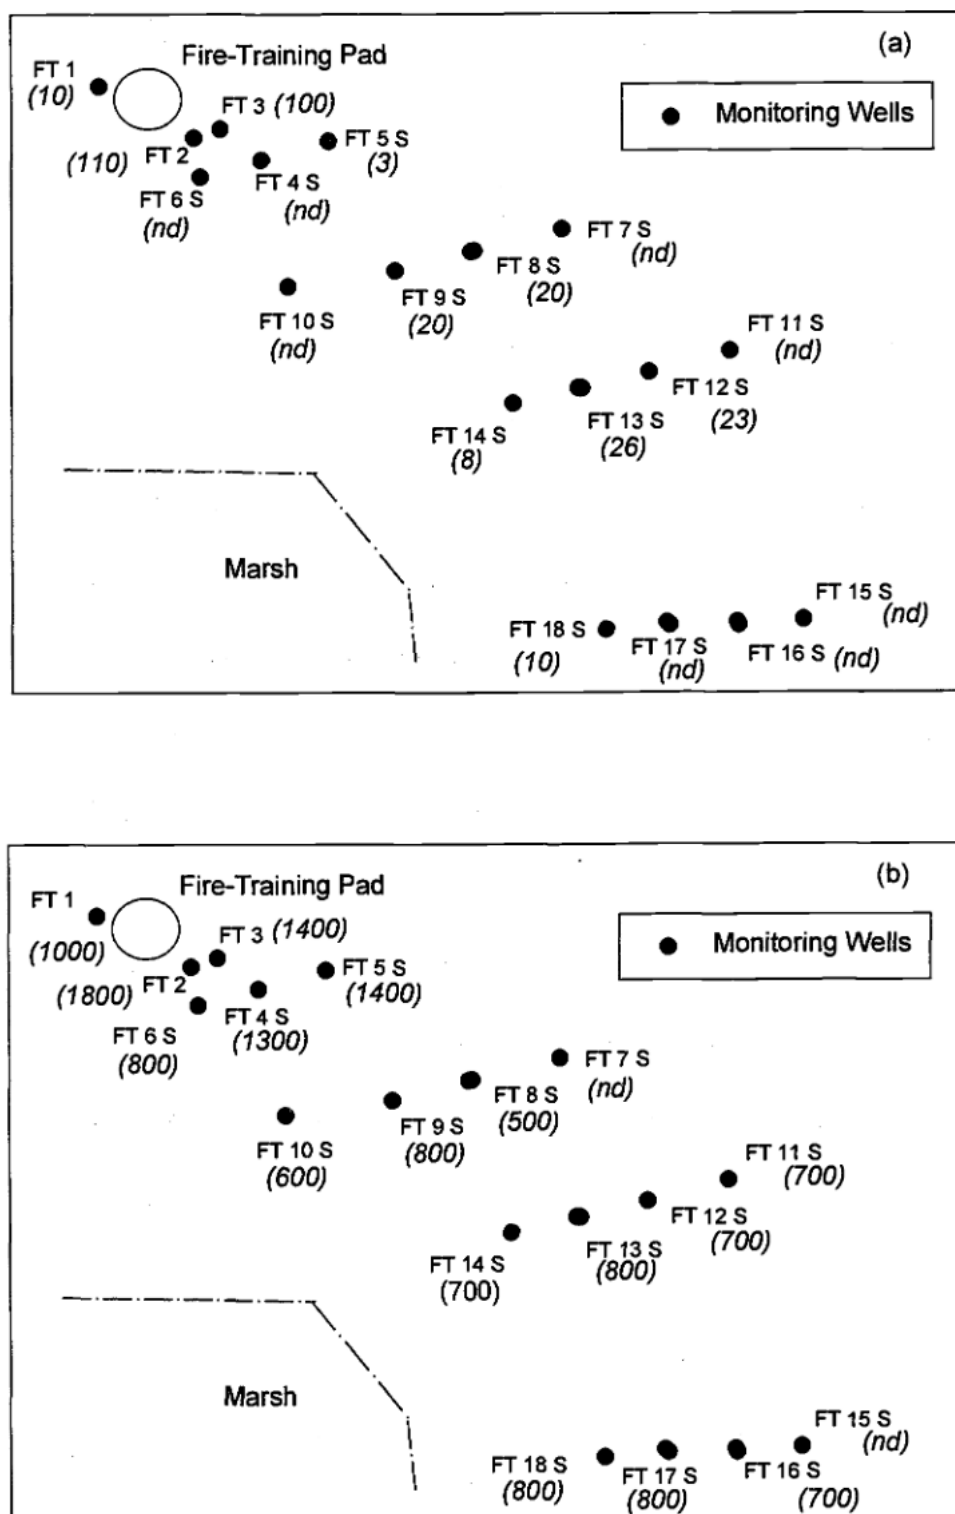 (a)
Fire-Training Pad
Monitoring Wells
FT 1
(10)
FT 3 (100)
FT 2
(110)
FT 5 S
(3)
FT 4 S
(nd)
FT 6 S
(nd)
FT 7 S
(nd)
FT 8 S
(20)
FT 9 S
(20)
FT 10 S
(nd)
FT 11 S
(nd)
FT 12 S
(23)
FT 13 S
(26)
FT 14 S
(8)
Marsh
FT 15 S
(nd)
FT 16 S (nd)
FT 17 S
(nd)
FT 18 S
(10)
(b)
Fire-Training Pad
Monitoring Wells
FT 1
(1000)
FT 3 (1400)
FT 2
(1800)
FT 5 S
(1400)
FT 4 S
(1300)
FT 6 S
(800)
FT 7 S
(nd)
FT 8 S
(500)
FT 9 S
(800)
FT 10 S
(600)
FT 11 S
(700)
FT 12 S
(700)
FT 13 S
(800)
FT 14 S
(700)
Marsh
FT 15 S
(nd)
FT 16 S
(700)
FT 17 S
(800)
FT 18 S
(800)